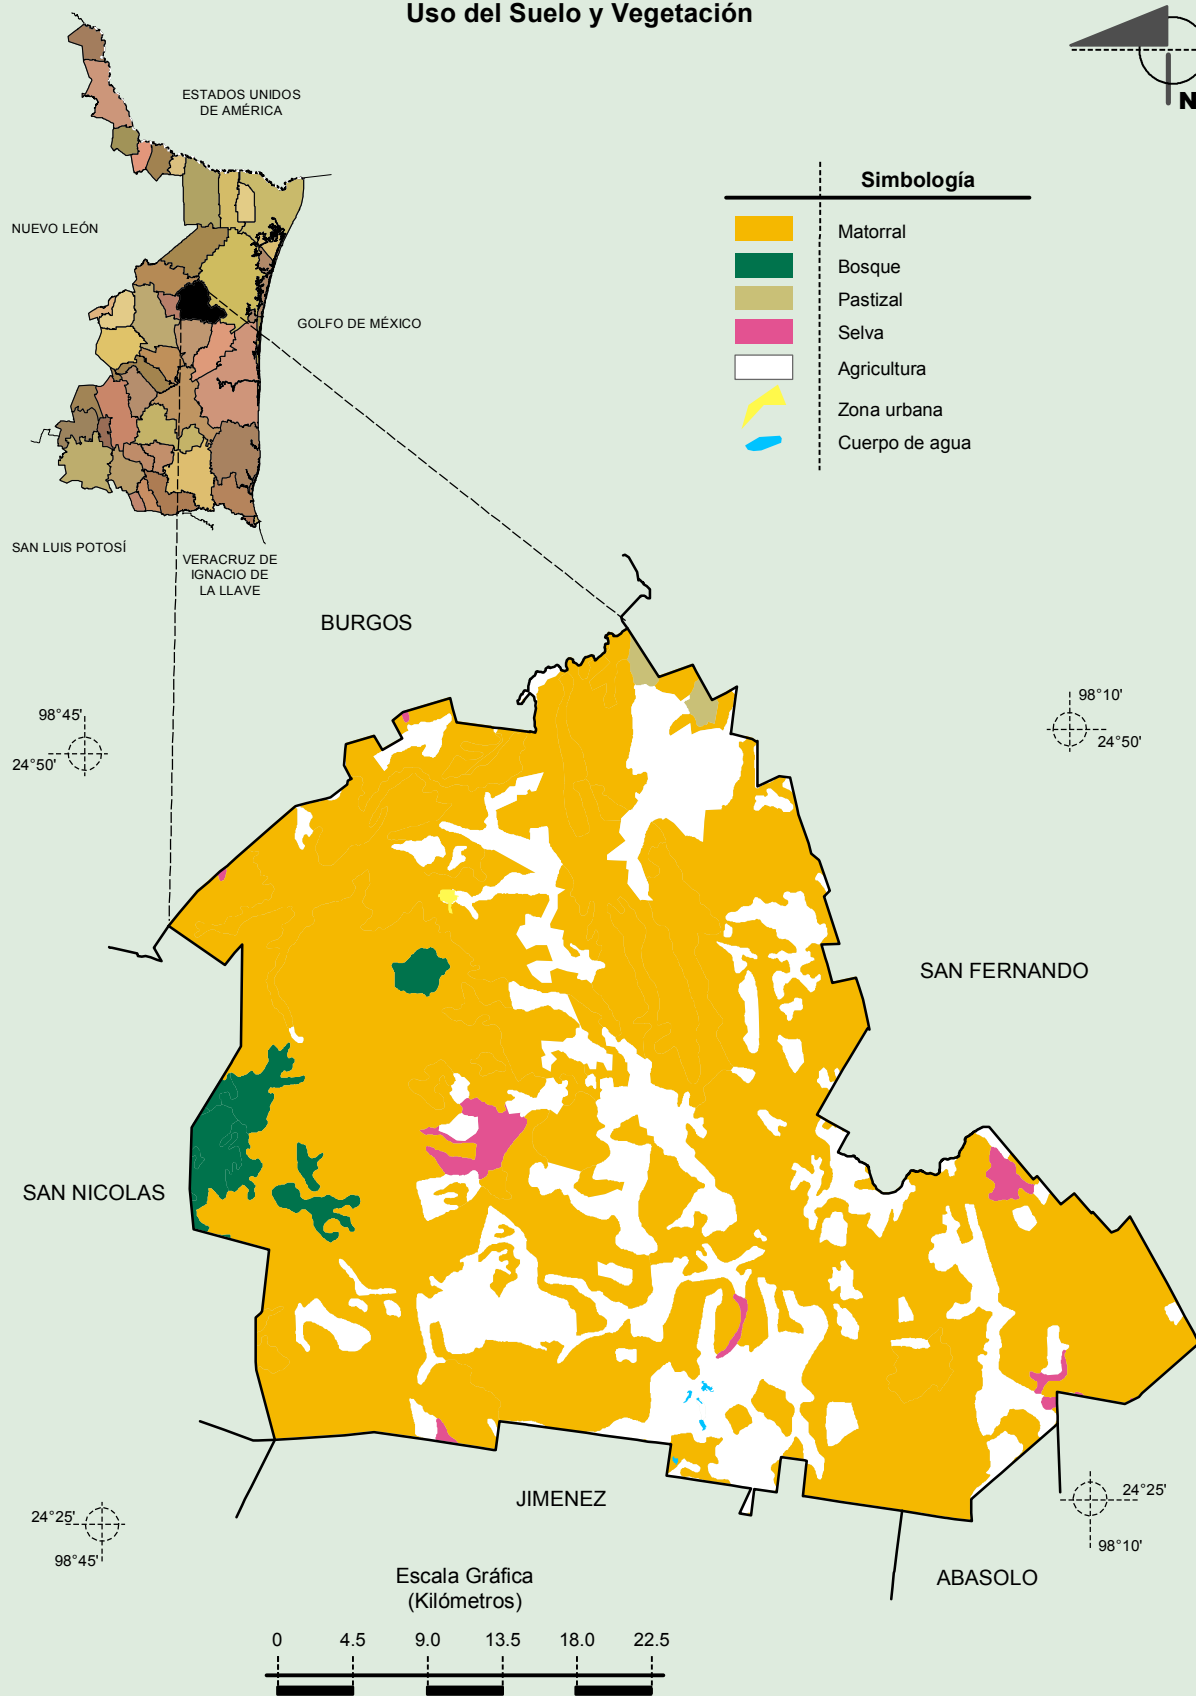 Uso del Suelo y Vegetación
N
ESTADOS UNIDOS
DE AMÉRICA
NUEVO LEÓN
GOLFO DE MÉXICO
SAN LUIS POTOSÍ
VERACRUZ DE
IGNACIO DE
LA LLAVE
Simbología
Matorral
Bosque
Pastizal
Selva
Agricultura
Zona urbana
Cuerpo de agua
BURGOS
98°45'
24°50'
98°10'
24°50'
SAN FERNANDO
SAN NICOLAS
JIMENEZ
ABASOLO
24°25'
98°45'
24°25'
98°10'
Escala Gráfica
(Kilómetros)
0 4.5 9.0 13.5 18.0 22.5